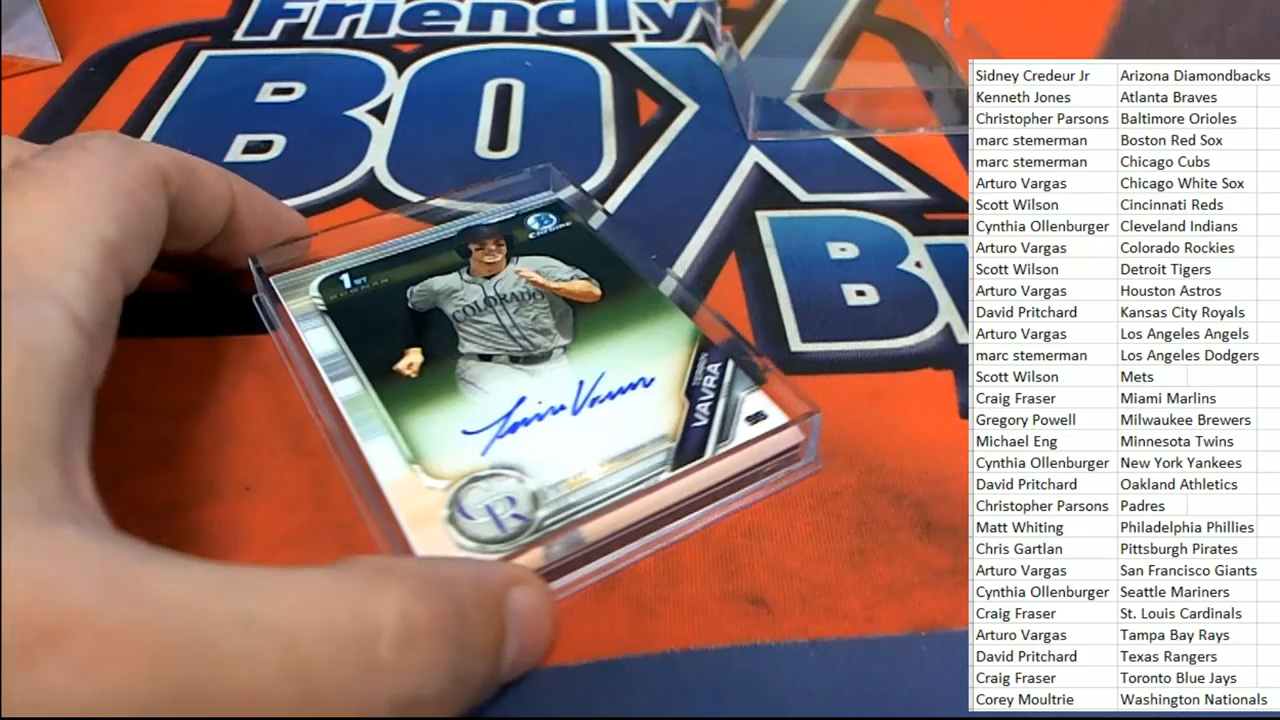 Friendly
BOX
B
1ST
BOWMAN
B
CHROME
COLORADO
TERRIN
VAVRA
SS
CR
Sidney Credeur Jr Arizona Diamondbacks
Kenneth Jones Atlanta Braves
Christopher Parsons Baltimore Orioles
marc stemerman Boston Red Sox
marc stemerman Chicago Cubs
Arturo Vargas Chicago White Sox
Scott Wilson Cincinnati Reds
Cynthia Ollenburger Cleveland Indians
Arturo Vargas Colorado Rockies
Scott Wilson Detroit Tigers
Arturo Vargas Houston Astros
David Pritchard Kansas City Royals
Arturo Vargas Los Angeles Angels
marc stemerman Los Angeles Dodgers
Scott Wilson Mets
Craig Fraser Miami Marlins
Gregory Powell Milwaukee Brewers
Michael Eng Minnesota Twins
Cynthia Ollenburger New York Yankees
David Pritchard Oakland Athletics
Christopher Parsons Padres
Matt Whiting Philadelphia Phillies
Chris Gartlan Pittsburgh Pirates
Arturo Vargas San Francisco Giants
Cynthia Ollenburger Seattle Mariners
Craig Fraser St. Louis Cardinals
Arturo Vargas Tampa Bay Rays
David Pritchard Texas Rangers
Craig Fraser Toronto Blue Jays
Corey Moultrie Washington Nationals